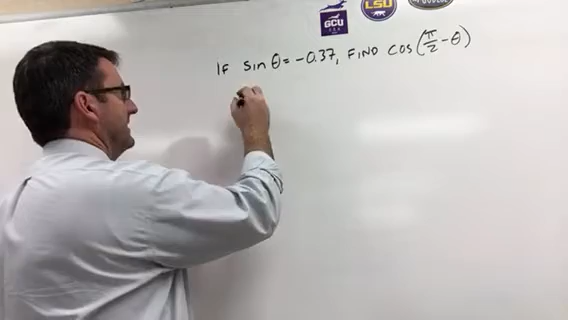 GCU
LSU
IF sin θ = -0.37, FIND COS(π/2 - θ)